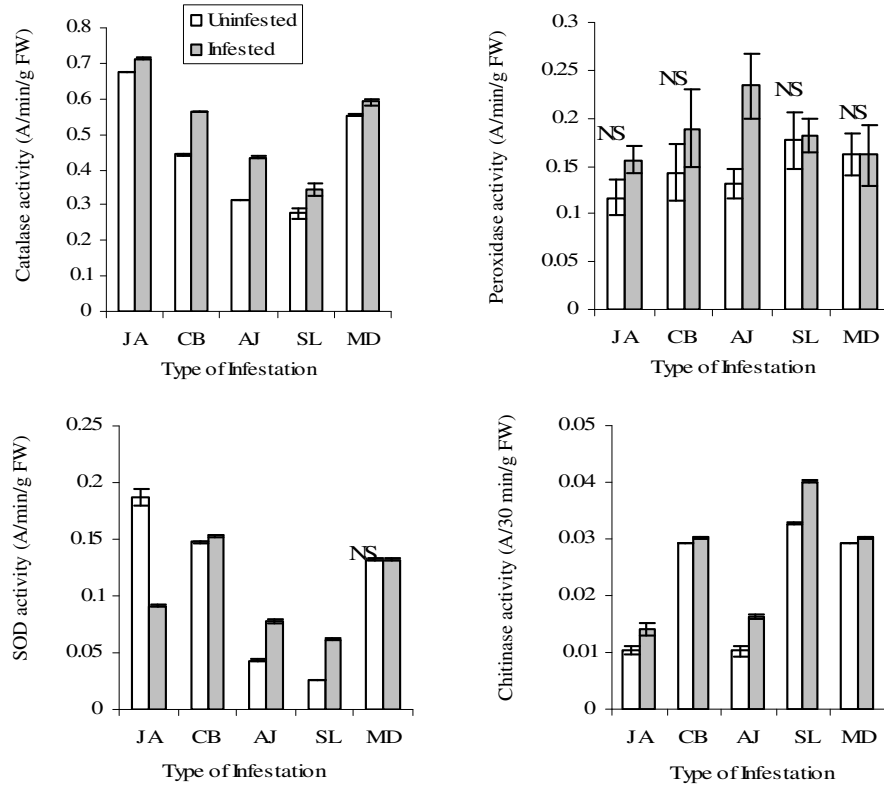 Uninfested
Infested
Catalase activity (A/min/g FW)
0.8
0.7
0.6
0.5
0.4
0.3
0.2
0.1
0
JA CB AJ SL MD
Type of Infestation
Peroxidase activity (A/min/g FW)
0.3
0.25
0.2
0.15
0.1
0.05
0
NS NS NS NS
JA CB AJ SL MD
Type of Infestation
SOD activity (A/min/g FW)
0.25
0.2
0.15
0.1
0.05
0
NS
JA CB AJ SL MD
Type of Infestation
Chitinase activity (A/30 min/g FW)
0.05
0.04
0.03
0.02
0.01
0
JA CB AJ SL MD
Type of Infestation